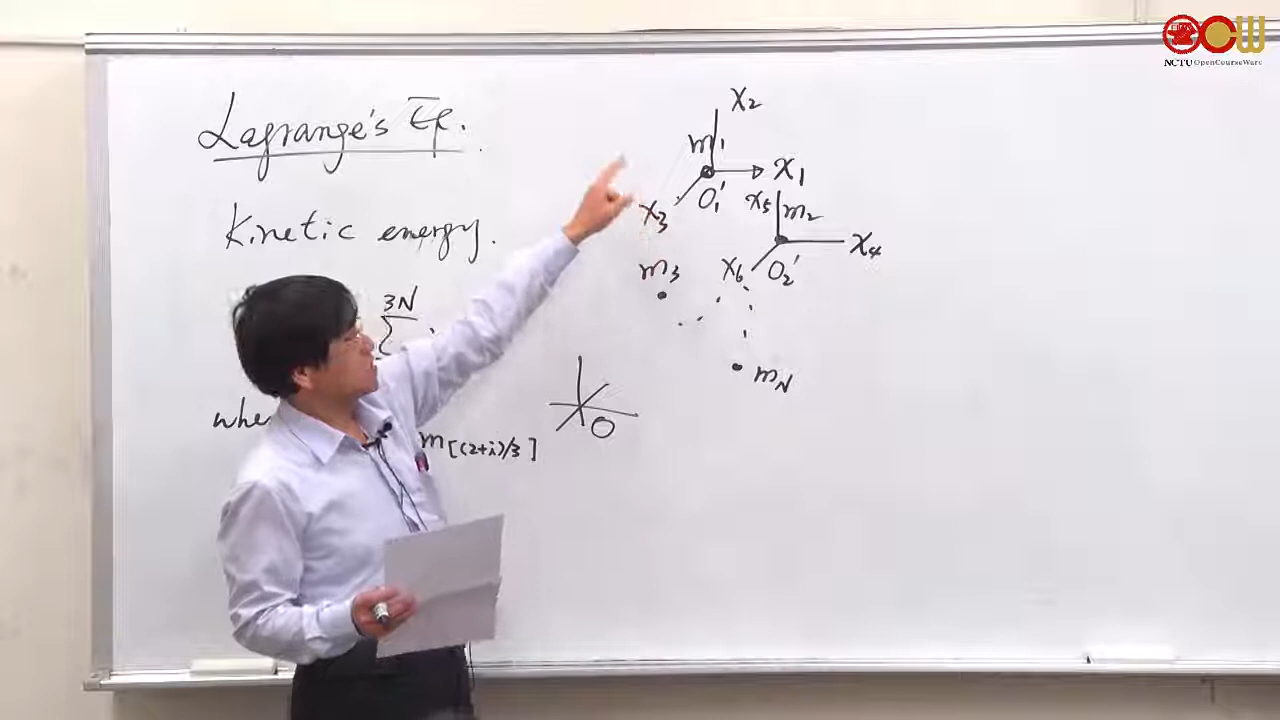 Lagrange's Eq.
Kinetic energy.
3N
Σ
whe
m[(2+i)/3]
O
x2
m1
x1
O1'
x3
x5
m2
x4
x6
O2'
m3
mN
NCTU OpenCourseWare